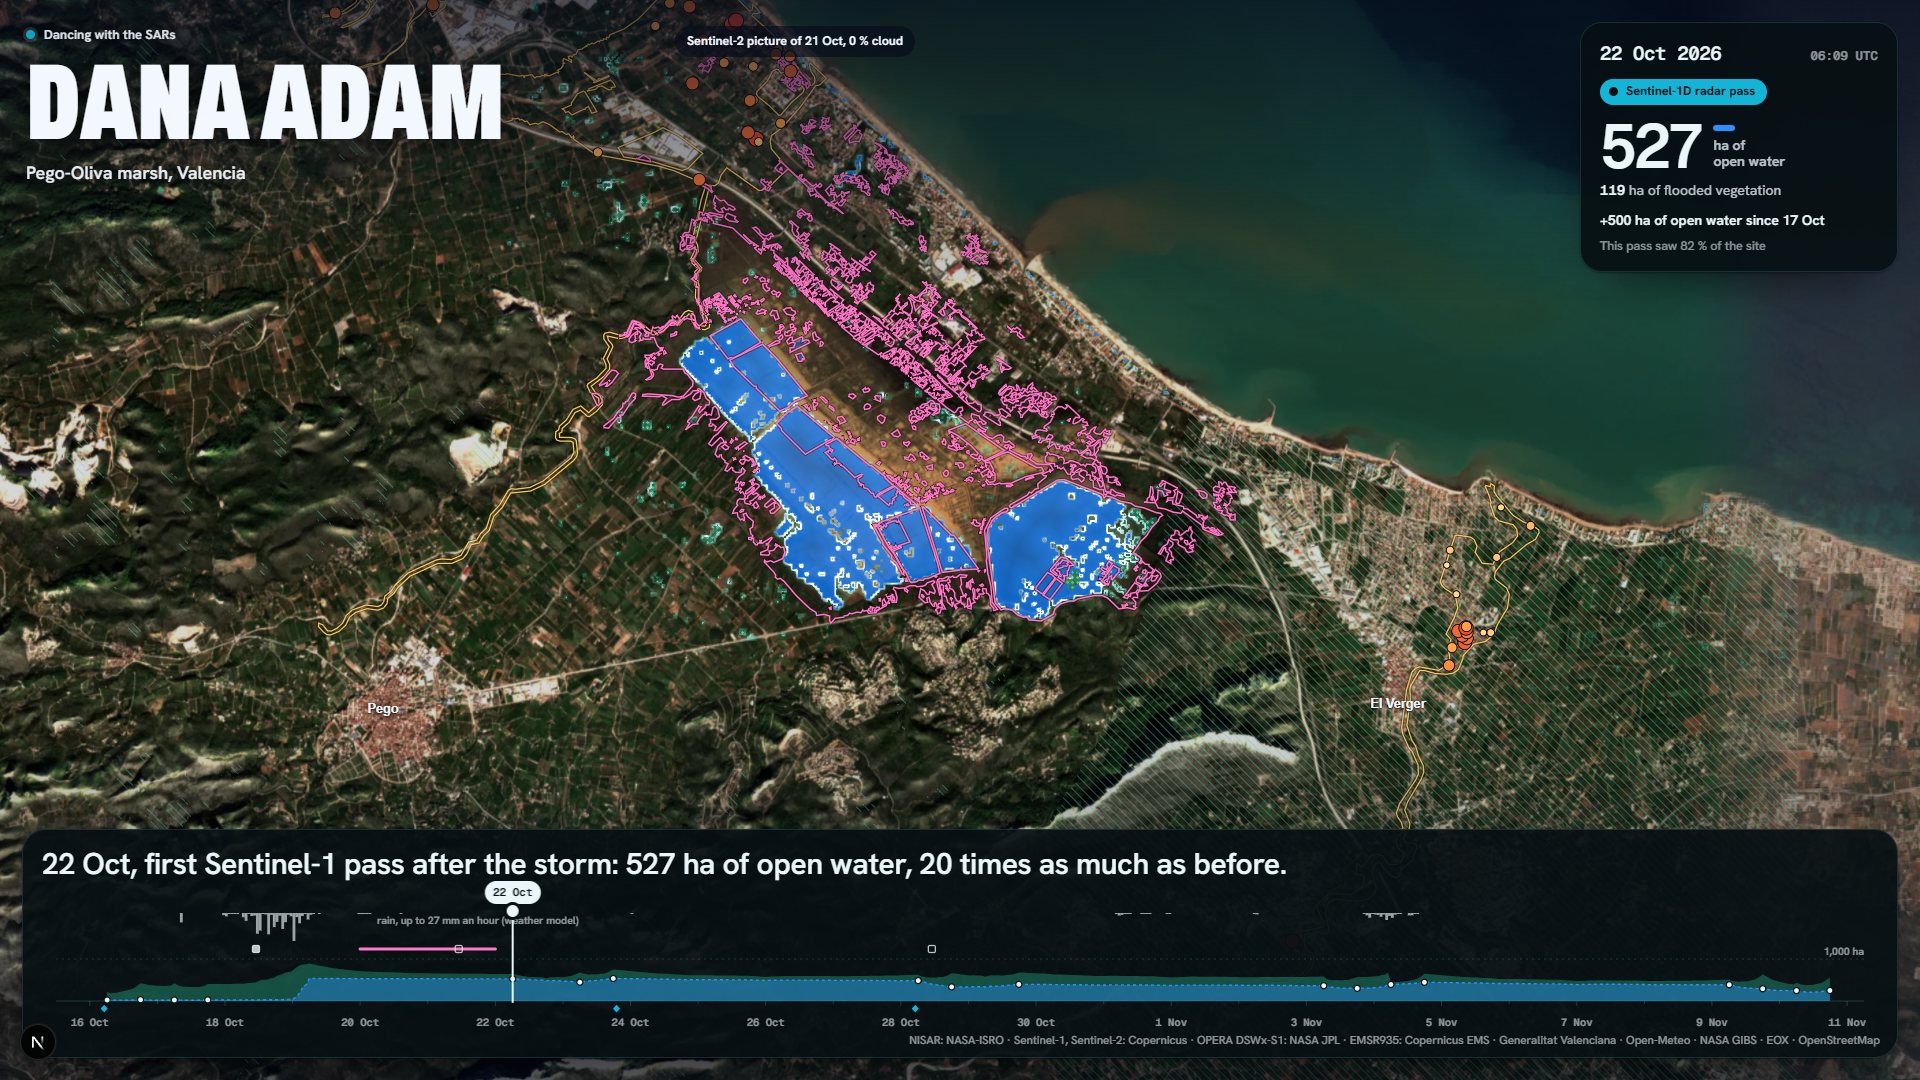 Dancing with the SARs
DANA ADAM
Pego-Oliva marsh, Valencia
Sentinel-2 picture of 21 Oct, 0 % cloud
22 Oct 2026
06:09 UTC
Sentinel-1D radar pass
527
ha of
open water
119 ha of flooded vegetation
+500 ha of open water since 17 Oct
This pass saw 82 % of the site
Pego
El Verger
22 Oct, first Sentinel-1 pass after the storm: 527 ha of open water, 20 times as much as before.
22 Oct
rain, up to 27 mm an hour (weather model)
1,000 ha
16 Oct
18 Oct
20 Oct
22 Oct
24 Oct
26 Oct
28 Oct
30 Oct
1 Nov
3 Nov
5 Nov
7 Nov
9 Nov
11 Nov
N
NISAR: NASA-ISRO · Sentinel-1, Sentinel-2: Copernicus · OPERA DSWx-S1: NASA JPL · EMSR935: Copernicus EMS · Generalitat Valenciana · Open-Meteo · NASA GIBS · EOX · OpenStreetMap